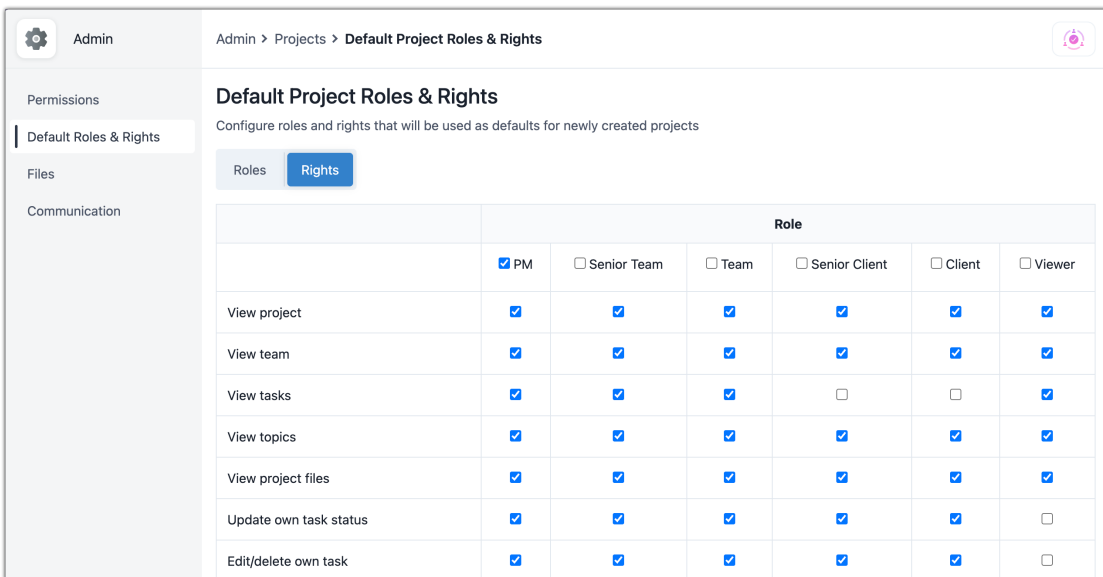 Admin
Admin > Projects > Default Project Roles & Rights
Permissions
Default Roles & Rights
Files
Communication
Default Project Roles & Rights
Configure roles and rights that will be used as defaults for newly created projects
Roles Rights
Role
PM Senior Team Team Senior Client Client Viewer
View project
View team
View tasks
View topics
View project files
Update own task status
Edit/delete own task